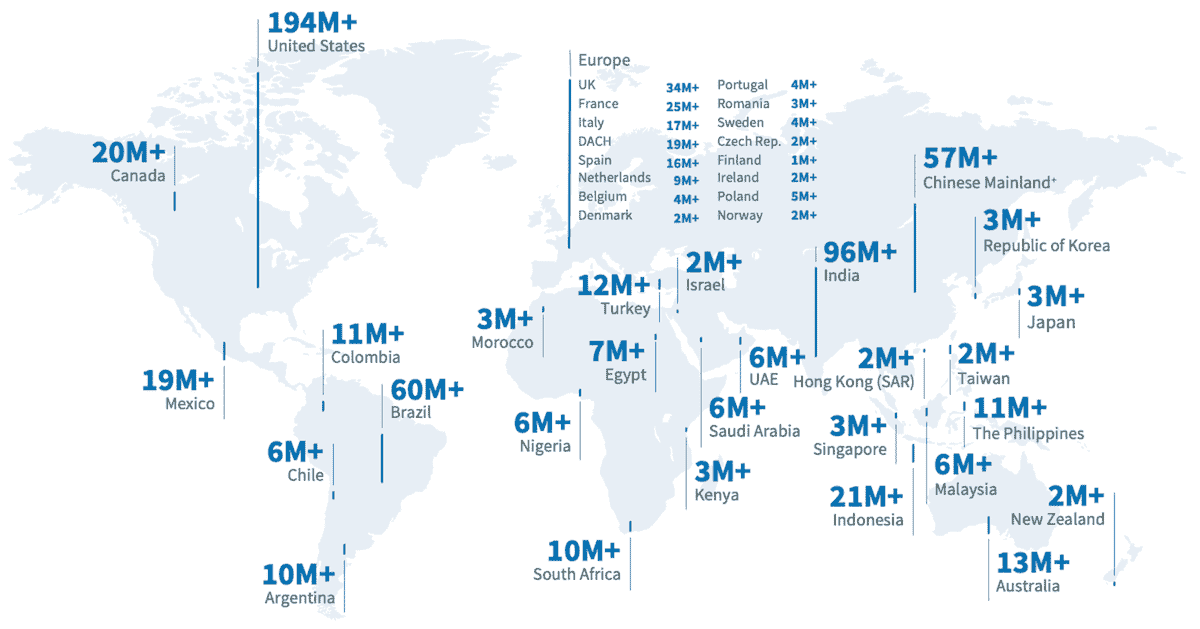 194M+
United States
20M+
Canada
Europe
UK 34M+ Portugal 4M+
France 25M+ Romania 3M+
Italy 17M+ Sweden 4M+
DACH 19M+ Czech Rep. 2M+
Spain 16M+ Finland 1M+
Netherlands 9M+ Ireland 2M+
Belgium 4M+ Poland 5M+
Denmark 2M+ Norway 2M+
57M+
Chinese Mainland+
3M+
Republic of Korea
96M+
India
2M+
Israel
12M+
Turkey
3M+
Japan
3M+
Morocco
11M+
Colombia
7M+
Egypt
6M+
UAE
2M+
Hong Kong (SAR)
2M+
Taiwan
19M+
Mexico
60M+
Brazil
6M+
Nigeria
6M+
Saudi Arabia
3M+
Singapore
11M+
The Philippines
6M+
Chile
3M+
Kenya
6M+
Malaysia
21M+
Indonesia
2M+
New Zealand
10M+
South Africa
10M+
Argentina
13M+
Australia